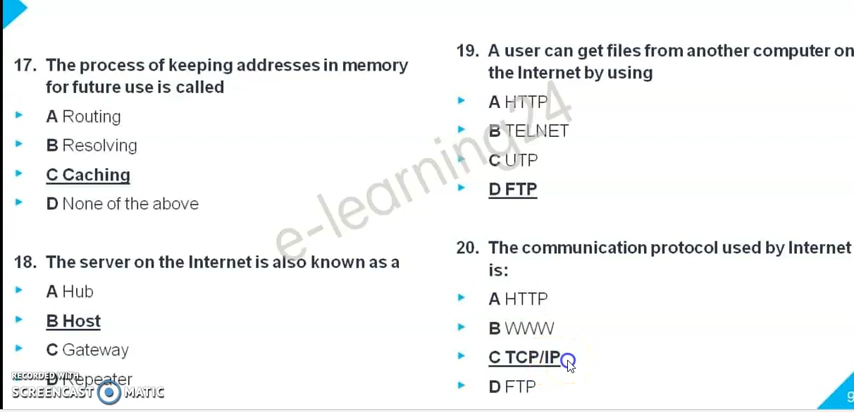 17. The process of keeping addresses in memory
for future use is called
A Routing
B Resolving
C Caching
D None of the above
18. The server on the Internet is also known as a
A Hub
B Host
C Gateway
D Repeater
19. A user can get files from another computer on
the Internet by using
A HTTP
B TELNET
C UTP
D FTP
20. The communication protocol used by Internet
is:
A HTTP
B WWW
C TCP/IP
D FTP
e-learning24
RECORDED WITH
SCREENCAST MATIC
9